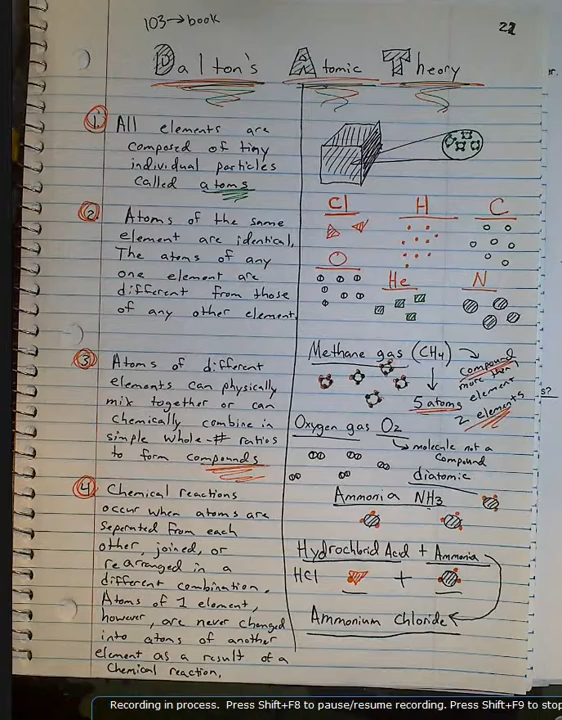 103→book
22
Dalton's Atomic Theory
1 All elements are
composed of tiny
individual particles
called atoms
2 Atoms of the same
element are identical.
The atoms of any
one element are
different from those
of any other element.
3 Atoms of different
elements can physically
mix together or can
chemically combine in
simple whole-# ratios
to form compounds
4 Chemical reactions
occur when atoms are
separated from each
other, joined, or
rearranged in a
different combination.
Atoms of 1 element,
however, are never changed
into atoms of another
element as a result of a
Chemical reaction.
Cl H C
O He N
Methane gas (CH4) → compound
more than 1
element
5 atoms
2 elements
Oxygen gas O2
→ molecule not a
Compound
diatomic
Ammonia NH3
Hydrochloric Acid + Ammonia
HCl +
Ammonium Chloride
r.
s?
Recording in process. Press Shift+F8 to pause/resume recording. Press Shift+F9 to stop